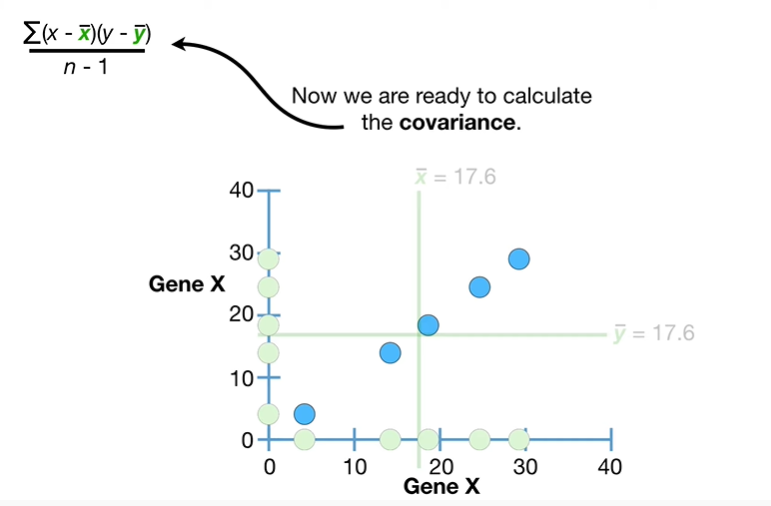 ∑(x - x̅)(y - y̅)
n - 1
Now we are ready to calculate
the covariance.
x̅ = 17.6
40
30
Gene X
20
y̅ = 17.6
10
0
0 10 20 30 40
Gene X